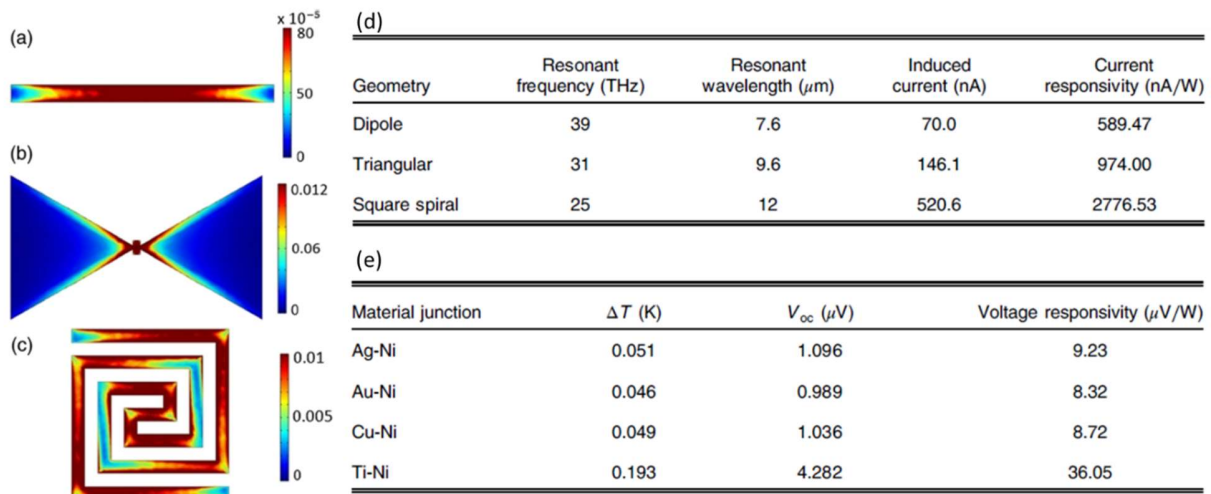 (a)
x 10⁻⁵
80
50
0
(b)
0.012
0.06
0
(c)
0.01
0.005
0
(d)
Geometry Resonant frequency (THz) Resonant wavelength (μm) Induced current (nA) Current responsivity (nA/W)
Dipole 39 7.6 70.0 589.47
Triangular 31 9.6 146.1 974.00
Square spiral 25 12 520.6 2776.53
(e)
Material junction ΔT (K) Voc (μV) Voltage responsivity (μV/W)
Ag-Ni 0.051 1.096 9.23
Au-Ni 0.046 0.989 8.32
Cu-Ni 0.049 1.036 8.72
Ti-Ni 0.193 4.282 36.05